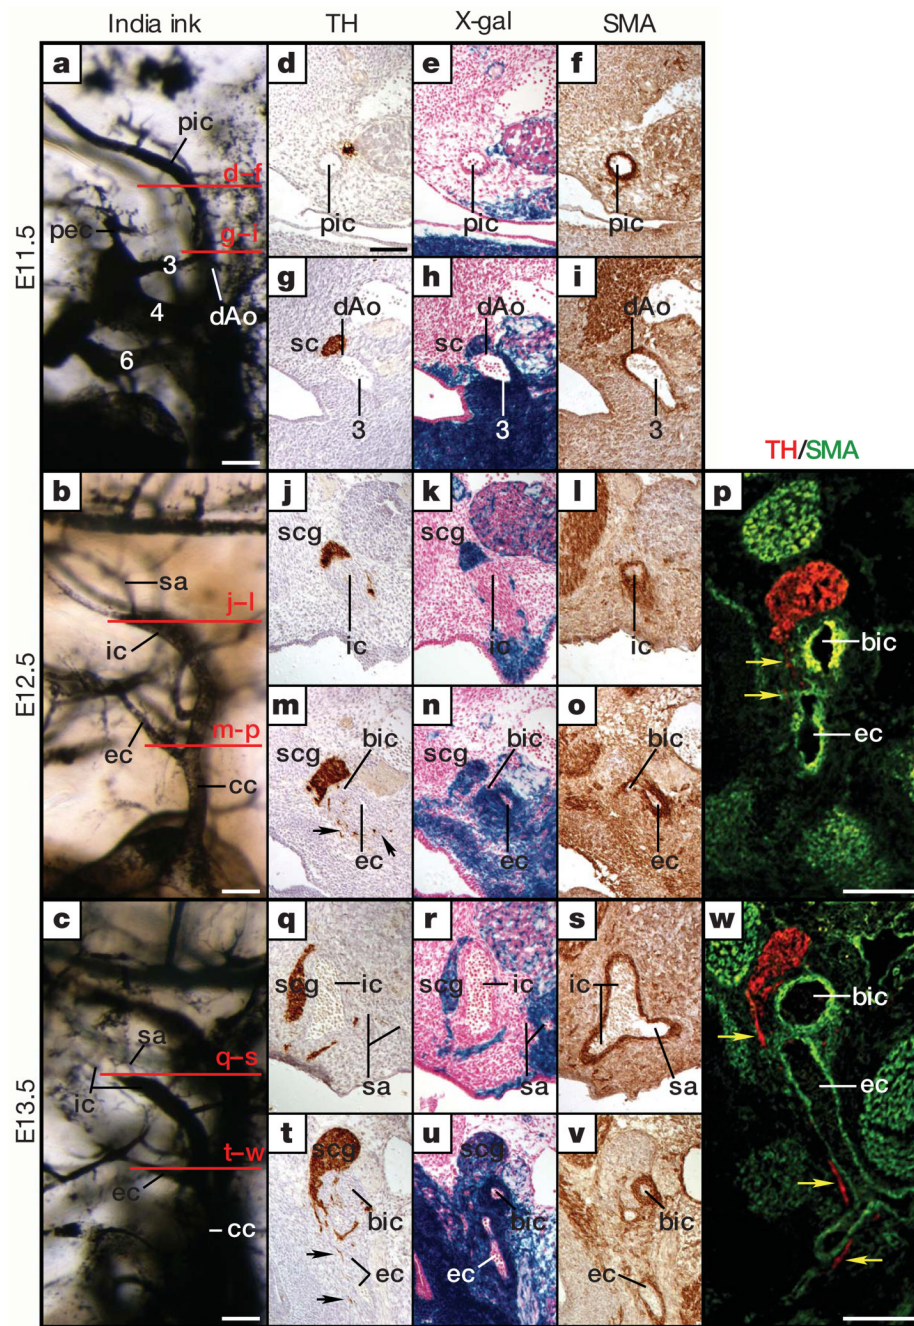 India ink TH X-gal SMA
E11.5
a
pic
d–f
pec
g–i
3
4
dAo
6
d
pic
e
pic
f
pic
g
dAo
sc
3
h
dAo
sc
3
i
dAo
3
TH/SMA
E12.5
b
sa
j–l
ic
m–p
ec
cc
j
scg
ic
k
scg
ic
l
ic
m
scg
bic
ec
n
scg
bic
ec
o
bic
ec
p
bic
ec
E13.5
c
sa
q–s
ic
t–w
ec
cc
q
scg
ic
sa
r
scg
ic
sa
s
ic
sa
t
scg
bic
ec
u
scg
bic
ec
v
bic
ec
w
bic
ec